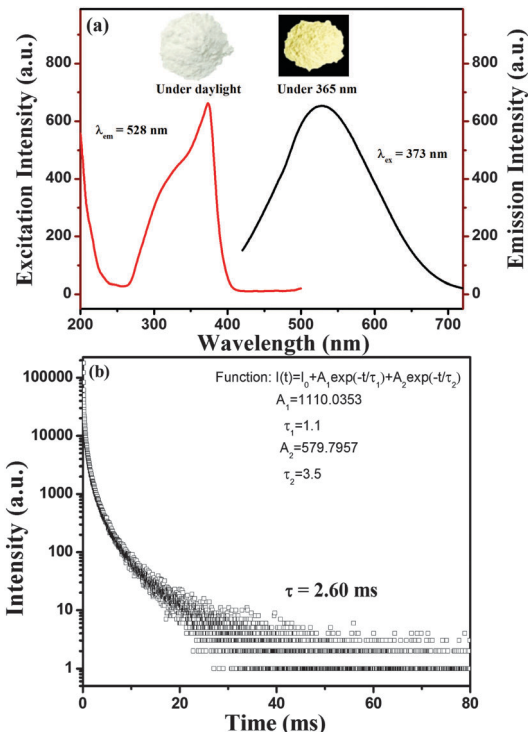 (a)
Under daylight
Under 365 nm
λem = 528 nm
λex = 373 nm
Excitation Intensity (a.u.)
800
600
400
200
0
Emission Intensity (a.u.)
800
600
400
200
0
200 300 400 500 600 700
Wavelength (nm)
(b)
Function: I(t)=I0+A1exp(-t/τ1)+A2exp(-t/τ2)
A1=1110.0353
τ1=1.1
A2=579.7957
τ2=3.5
τ = 2.60 ms
Intensity (a.u.)
100000
10000
1000
100
10
1
0 20 40 60 80
Time (ms)